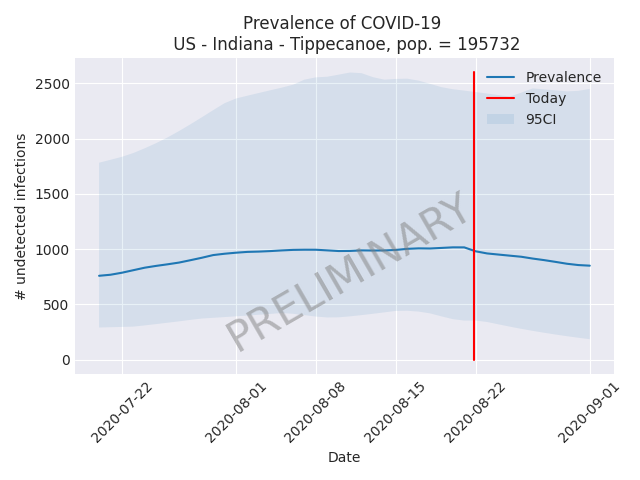 Prevalence of COVID-19
US - Indiana - Tippecanoe, pop. = 195732
Prevalence
Today
95CI
2500
2000
1500
1000
500
0
# undetected infections
PRELIMINARY
2020-07-22
2020-08-01
2020-08-08
2020-08-15
2020-08-22
2020-09-01
Date